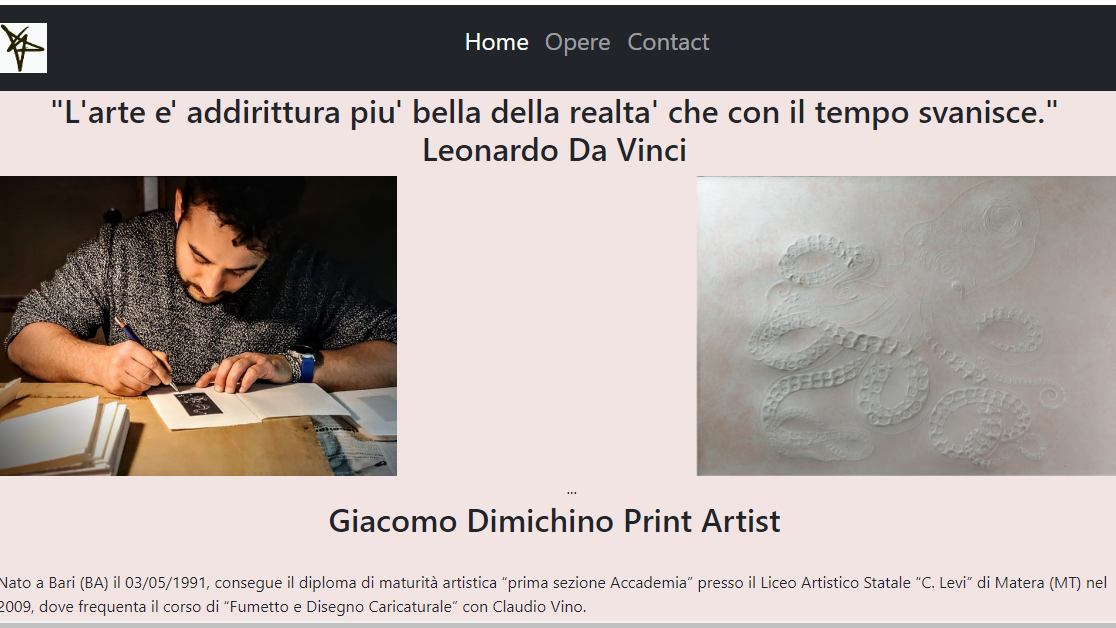 Home Opere Contact
"L'arte e' addirittura piu' bella della realta' che con il tempo svanisce."
Leonardo Da Vinci
...
Giacomo Dimichino Print Artist
Nato a Bari (BA) il 03/05/1991, consegue il diploma di maturità artistica “prima sezione Accademia” presso il Liceo Artistico Statale “C. Levi” di Matera (MT) nel
2009, dove frequenta il corso di “Fumetto e Disegno Caricaturale” con Claudio Vino.